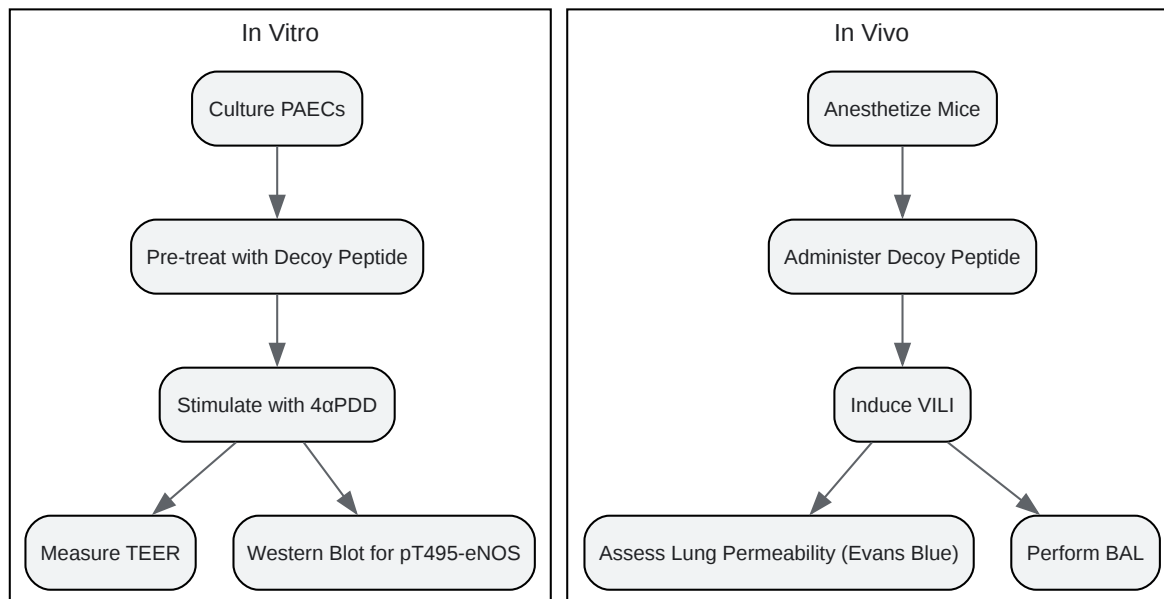 In Vitro
Culture PAECs
Pre-treat with Decoy Peptide
Stimulate with 4αPDD
Measure TEER
Western Blot for pT495-eNOS
In Vivo
Anesthetize Mice
Administer Decoy Peptide
Induce VILI
Assess Lung Permeability (Evans Blue)
Perform BAL